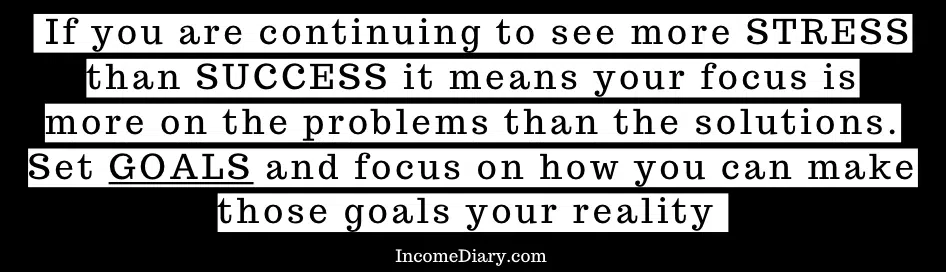 If you are continuing to see more STRESS
than SUCCESS it means your focus is
more on the problems than the solutions.
Set GOALS and focus on how you can make
those goals your reality
IncomeDiary.com